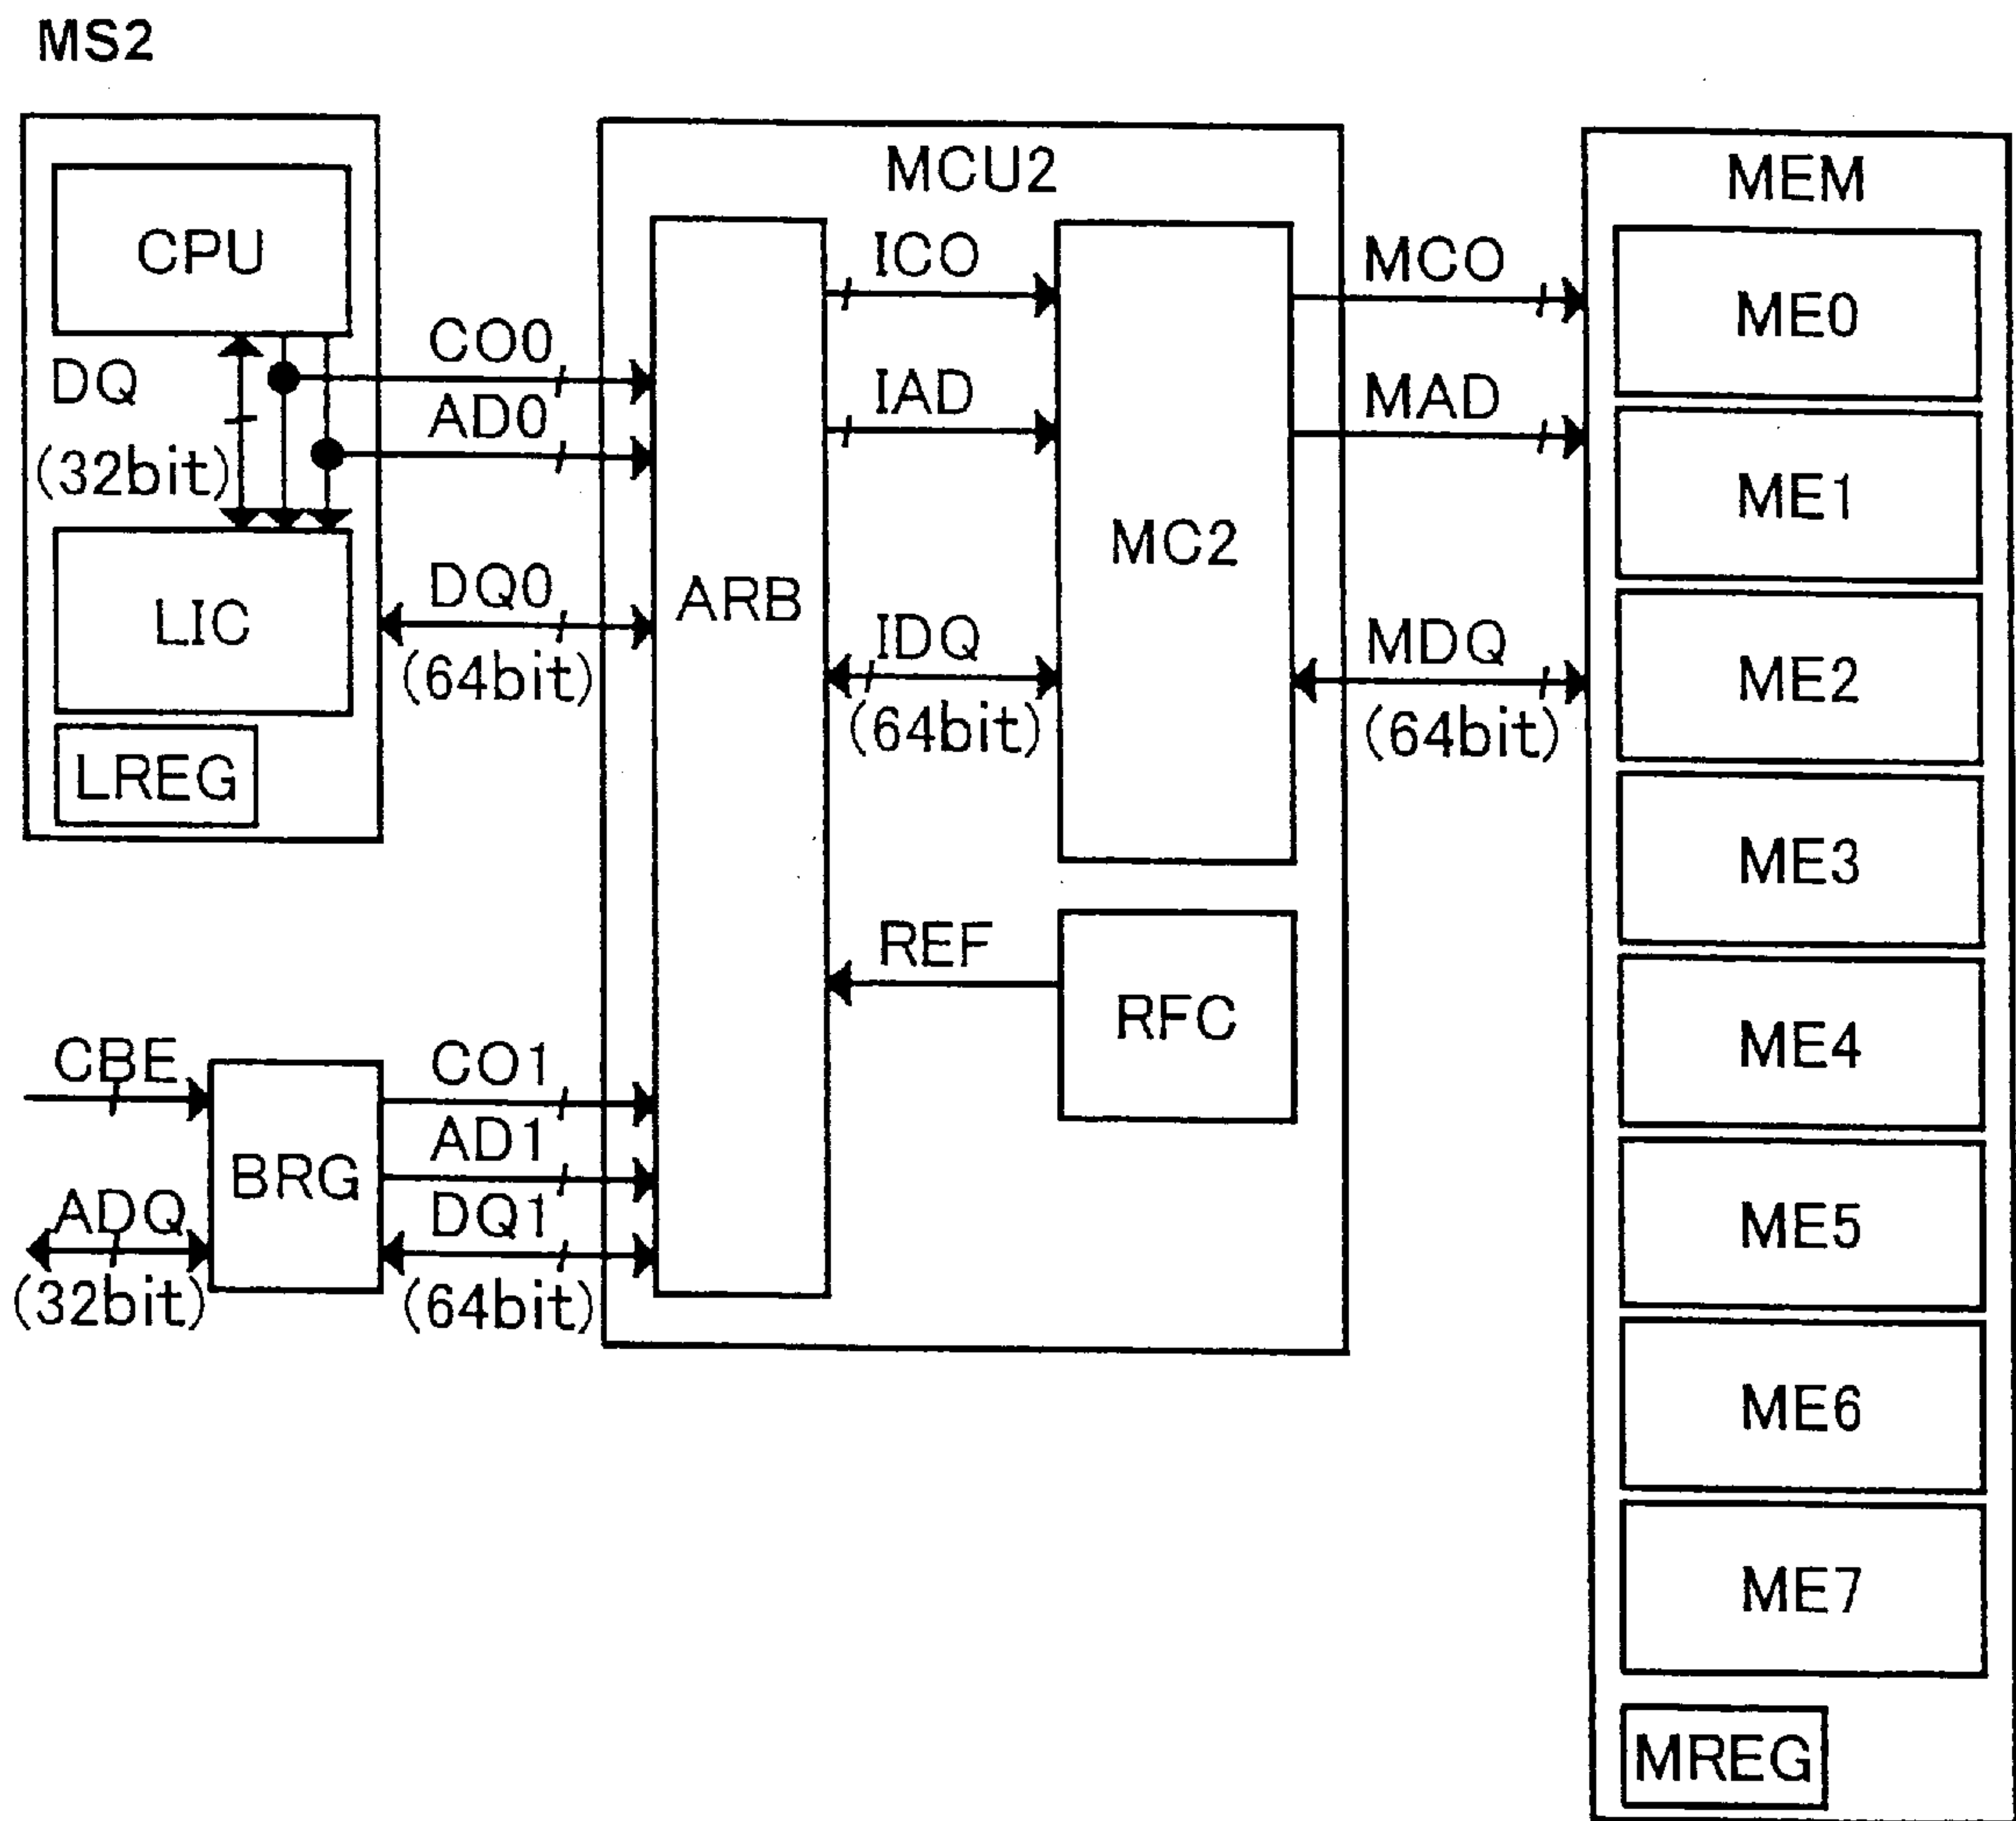 MS2
CPU
DQ
(32bit)
LIC
LREG
CO0
AD0
DQ0
(64bit)
CBE
ADQ
(32bit)
BRG
CO1
AD1
DQ1
(64bit)
MCU2
ARB
ICO
IAD
IDQ
(64bit)
REF
MC2
RFC
MCO
MAD
MDQ
(64bit)
MEM
ME0
ME1
ME2
ME3
ME4
ME5
ME6
ME7
MREG